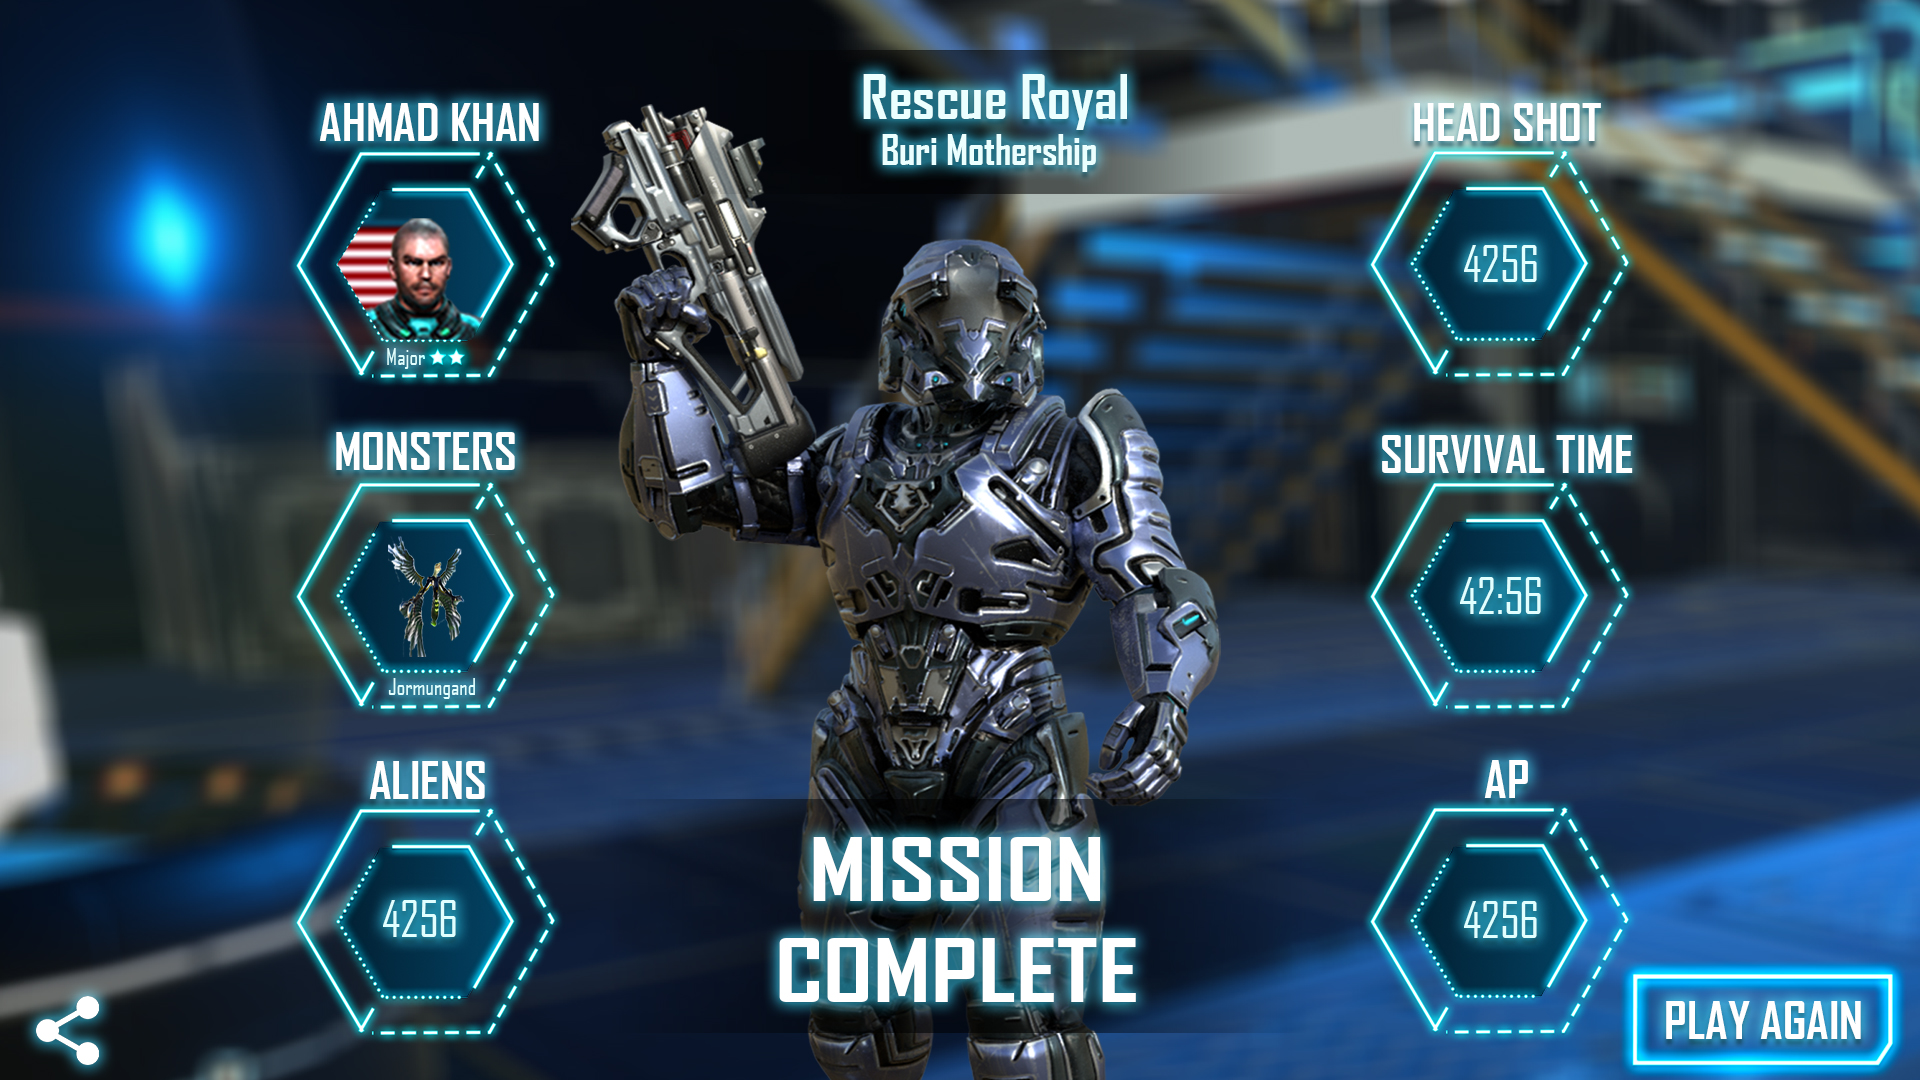 Rescue Royal
Buri Mothership
AHMAD KHAN
Major
MONSTERS
Jormungand
ALIENS
4256
HEAD SHOT
4256
SURVIVAL TIME
42:56
AP
4256
MISSION
COMPLETE
PLAY AGAIN